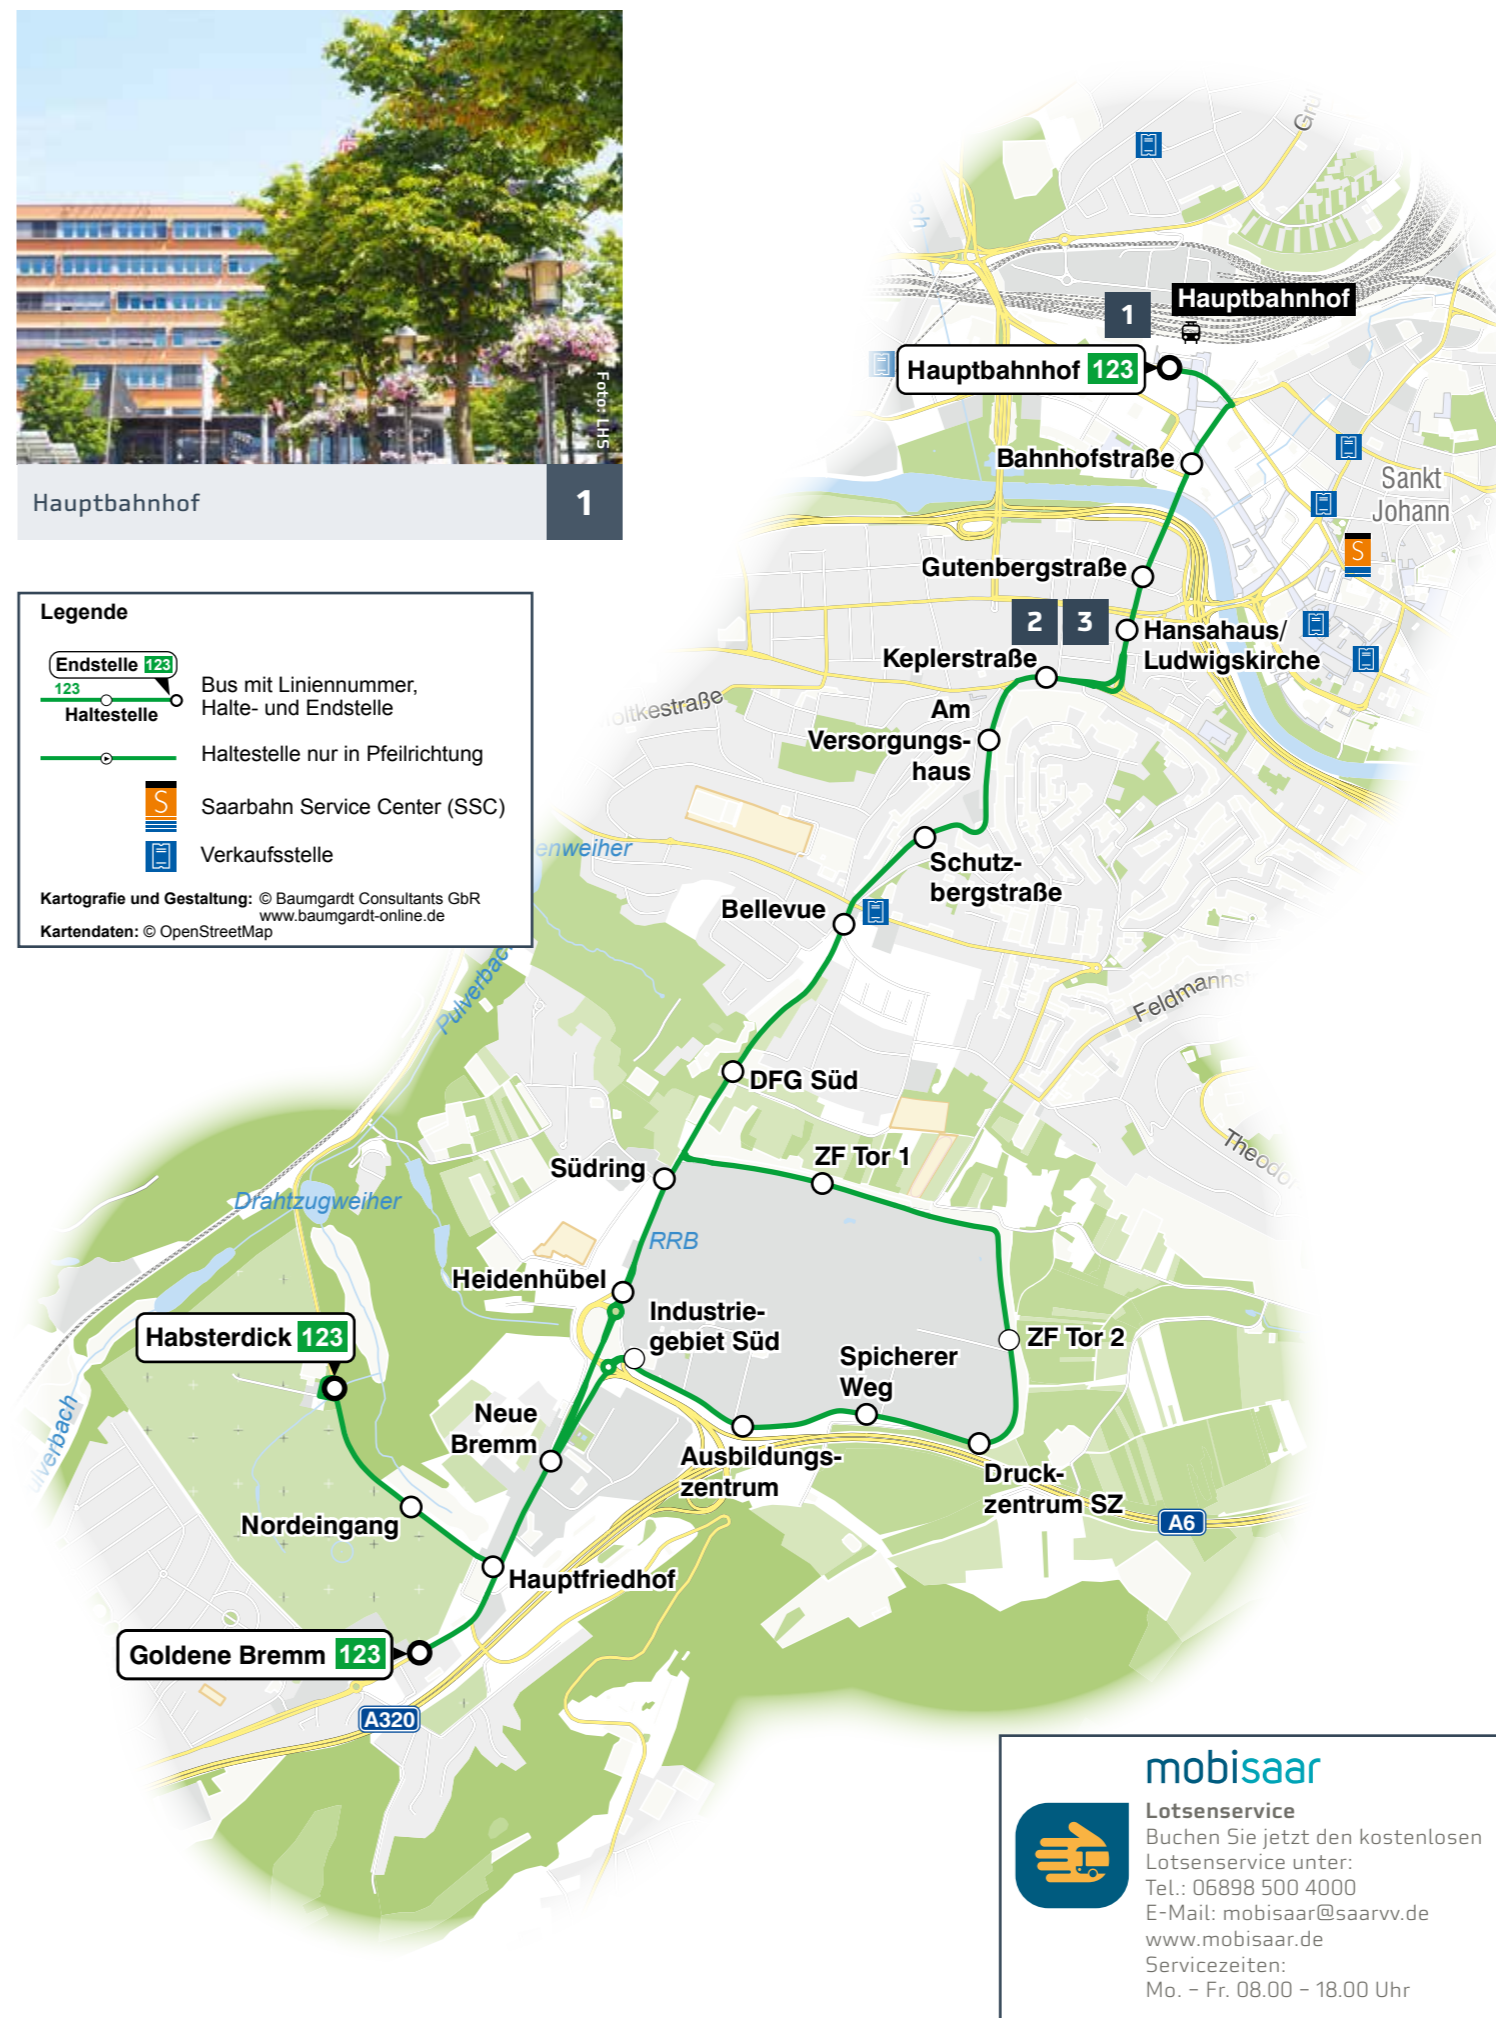 Foto: LHS
Hauptbahnhof
1
Legende
Endstelle 123
123
Haltestelle
Bus mit Liniennummer,
Halte- und Endstelle
Haltestelle nur in Pfeilrichtung
S
Saarbahn Service Center (SSC)
Verkaufsstelle
Kartografie und Gestaltung: © Baumgardt Consultants GbR
www.baumgardt-online.de
Kartendaten: © OpenStreetMap
1
Hauptbahnhof
Hauptbahnhof 123
Bahnhofstraße
Sankt
Johann
S
Gutenbergstraße
2
3
Hansahaus/
Ludwigskirche
Keplerstraße
Am
Versorgungs-
haus
Schutz-
bergstraße
Bellevue
enweiher
Pulverbach
Feldmannst
Theodo
DFG Süd
Südring
ZF Tor 1
Drahtzugweiher
RRB
Heidenhübel
Industrie-
gebiet Süd
ZF Tor 2
Habsterdick 123
Spicherer
Weg
Neue
Bremm
Ausbildungs-
zentrum
Druck-
zentrum SZ
A6
ulverbach
Nordeingang
Hauptfriedhof
Goldene Bremm 123
A320
mobisaar
Lotsenservice
Buchen Sie jetzt den kostenlosen
Lotsenservice unter:
Tel.: 06898 500 4000
E-Mail: mobisaar@saarvv.de
www.mobisaar.de
Servicezeiten:
Mo. – Fr. 08.00 – 18.00 Uhr